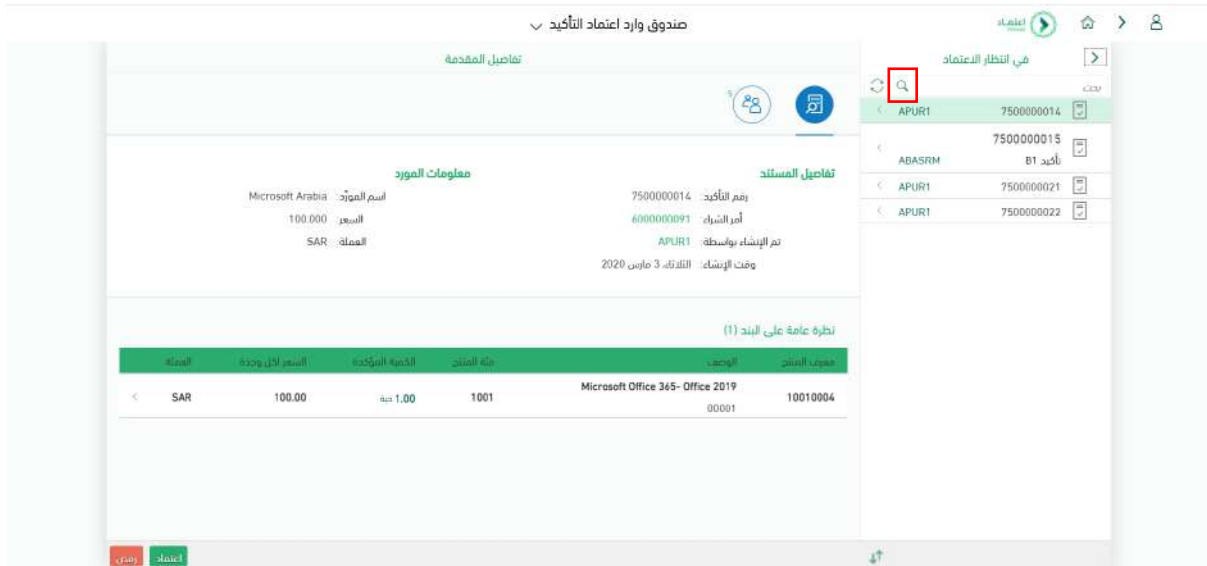 اعتماد
صندوق وارد اعتماد التأكيد
في انتظار الاعتماد
بحث
7500000014 APUR1
7500000015
تأكيد B1 ABASRM
7500000021 APUR1
7500000022 APUR1
تفاصيل المقدمة
5
تفاصيل المستند
رقم التأكيد: 7500000014
أمر الشراء: 6000000091
تم الإنشاء بواسطة: APUR1
وقت الإنشاء: الثلاثاء، 3 مارس 2020
معلومات المورد
اسم المورّد: Microsoft Arabia
السعر: 100.000
العملة: SAR
نظرة عامة على البند (1)
معرف المنتج الوصف فئة المنتج الكمية المؤكدة السعر لكل وحدة العملة
10010004 Microsoft Office 365- Office 2019 1001 1.00 حبة 100.00 SAR
00001
اعتماد رفض